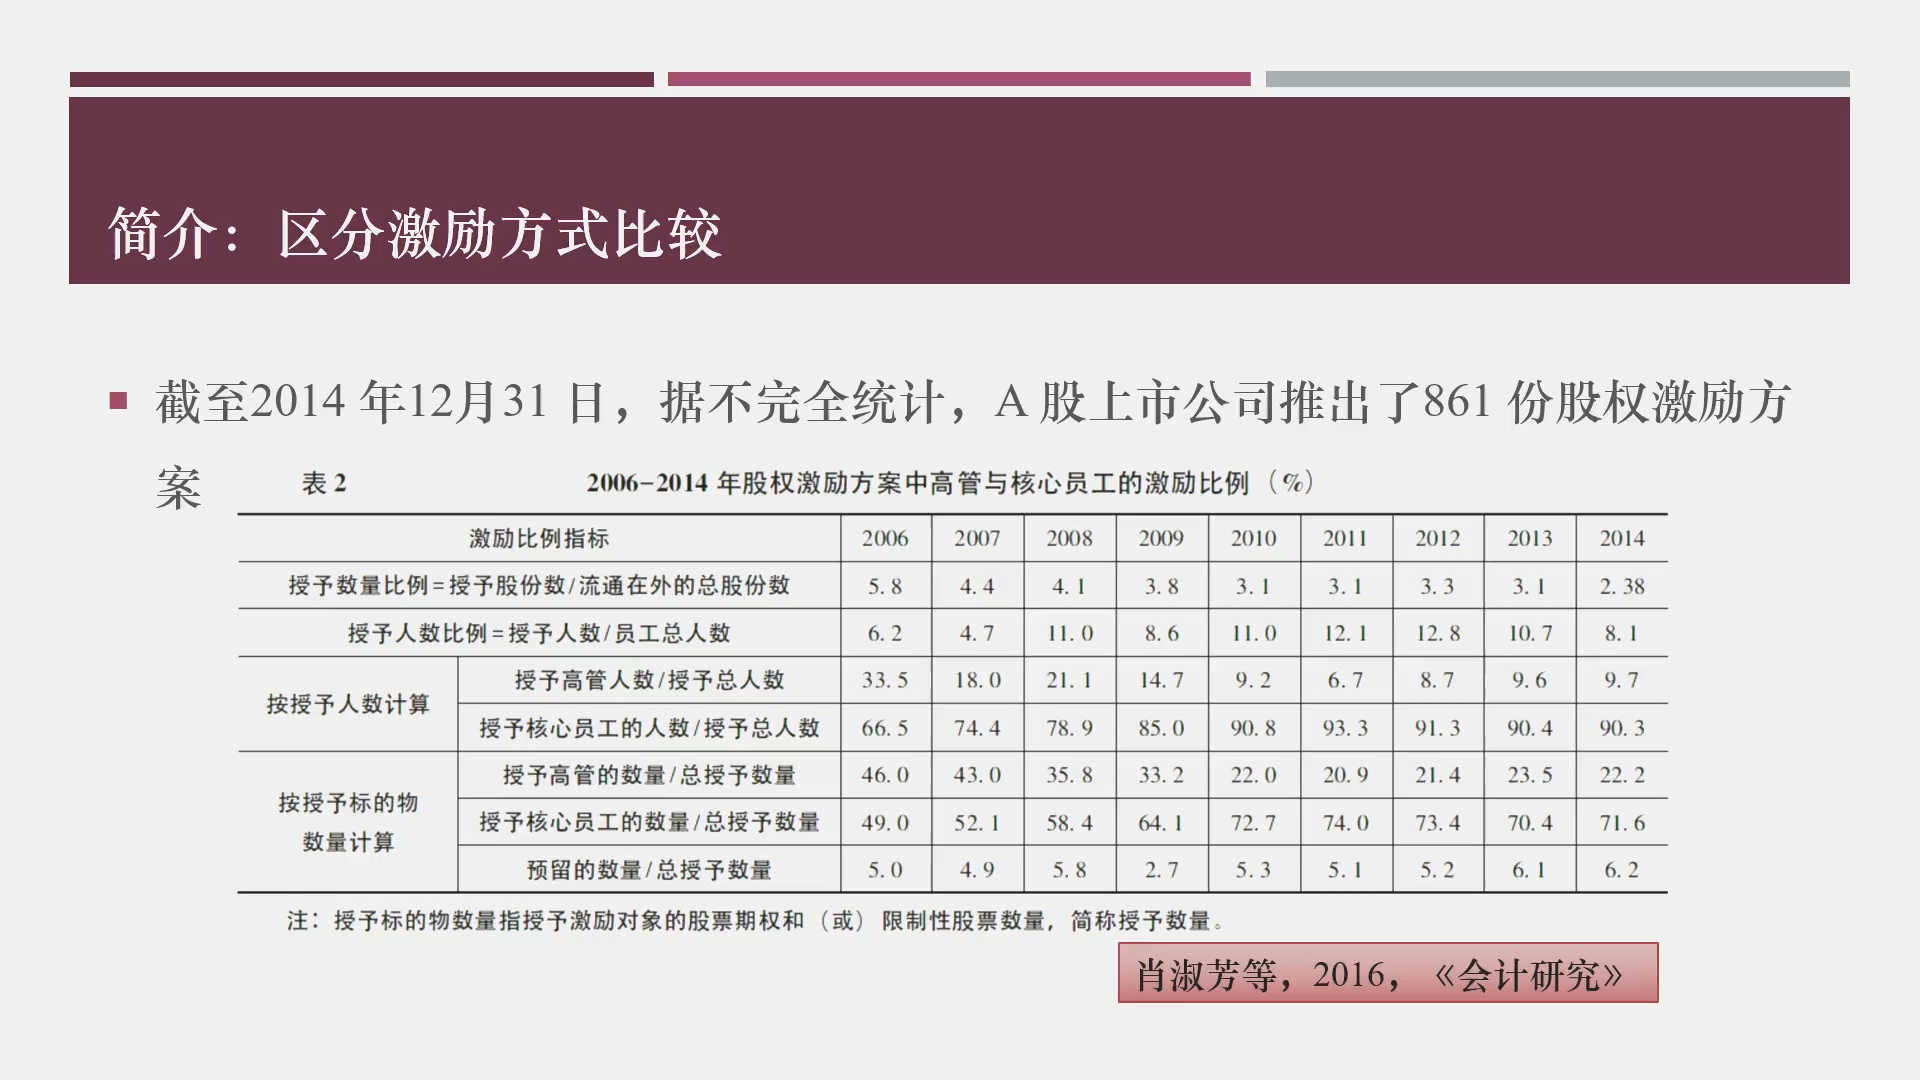 简介：区分激励方式比较
截至2014 年12月31 日，据不完全统计，A 股上市公司推出了861 份股权激励方
案
表 2 2006-2014 年股权激励方案中高管与核心员工的激励比例（%）
激励比例指标 2006 2007 2008 2009 2010 2011 2012 2013 2014
授予数量比例=授予股份数/流通在外的总股份数 5.8 4.4 4.1 3.8 3.1 3.1 3.3 3.1 2.38
授予人数比例=授予人数/员工总人数 6.2 4.7 11.0 8.6 11.0 12.1 12.8 10.7 8.1
按授予人数计算
授予高管人数/授予总人数 33.5 18.0 21.1 14.7 9.2 6.7 8.7 9.6 9.7
授予核心员工的人数/授予总人数 66.5 74.4 78.9 85.0 90.8 93.3 91.3 90.4 90.3
按授予标的物
数量计算
授予高管的数量/总授予数量 46.0 43.0 35.8 33.2 22.0 20.9 21.4 23.5 22.2
授予核心员工的数量/总授予数量 49.0 52.1 58.4 64.1 72.7 74.0 73.4 70.4 71.6
预留的数量/总授予数量 5.0 4.9 5.8 2.7 5.3 5.1 5.2 6.1 6.2
注：授予标的物数量指授予激励对象的股票期权和（或）限制性股票数量，简称授予数量。
肖淑芳等，2016，《会计研究》